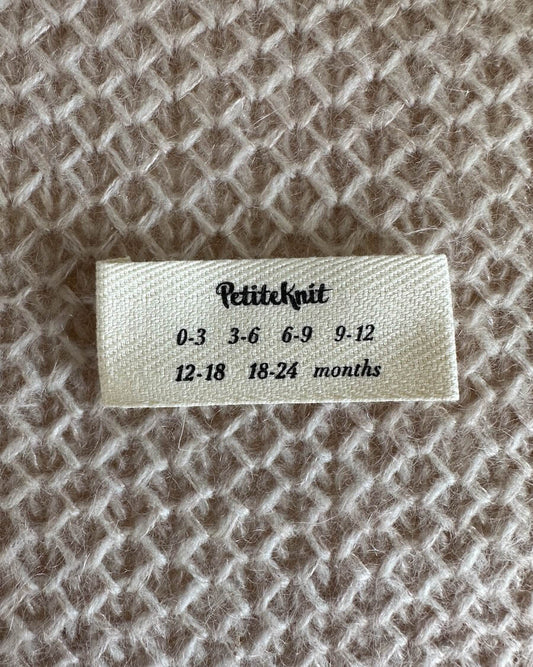 PetiteKnit
0-3 3-6 6-9 9-12
12-18 18-24 months